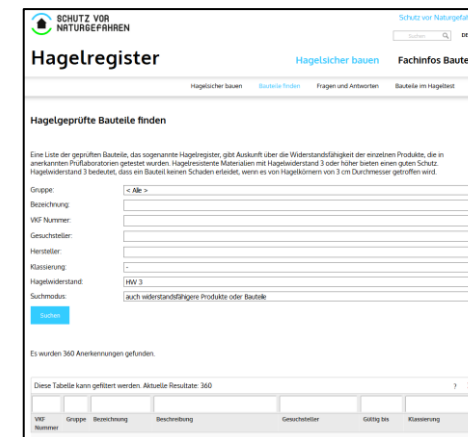 SCHUTZ VOR
NATURGEFAHREN
Schutz vor Naturgefah
Suchen
DE
Hagelregister
Hagelsicher bauen
Fachinfos Baute
Hagelsicher bauen
Bauteile finden
Fragen und Antworten
Bauteile im Hageltest
Hagelgeprüfte Bauteile finden
Eine Liste der geprüften Bauteile, das sogenannte Hagelregister, gibt Auskunft über die Widerstandsfähigkeit der einzelnen Produkte, die in
anerkannten Prüflaboratorien getestet wurden. Hagelresistente Materialien mit Hagelwiderstand 3 oder höher bieten einen guten Schutz.
Hagelwiderstand 3 bedeutet, dass ein Bauteil keinen Schaden erleidet, wenn es von Hagelkörnern von 3 cm Durchmesser getroffen wird.
Gruppe:
< Alle >
Bezeichnung:
VKF Nummer:
Gesuchsteller:
Hersteller:
Klassierung:
-
Hagelwiderstand:
HW 3
Suchmodus:
auch widerstandsfähigere Produkte oder Bauteile
Suchen
Es wurden 360 Anerkennungen gefunden.
Diese Tabelle kann gefiltert werden. Aktuelle Resultate: 360
?
VKF
Nummer
Gruppe
Bezeichnung
Beschreibung
Gesuchsteller
Gültig bis
Klassierung